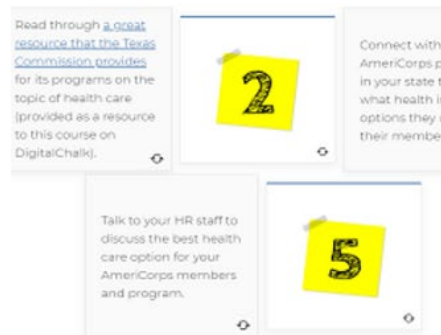 Read through a great
resource that the Texas
Commission provides
for its programs on the
topic of health care
(provided as a resource
to this course on
DigitalChalk).
2
Connect with
AmeriCorps p
in your state t
what health i
options they
their membe
Talk to your HR staff to
discuss the best health
care option for your
AmeriCorps members
and program.
5